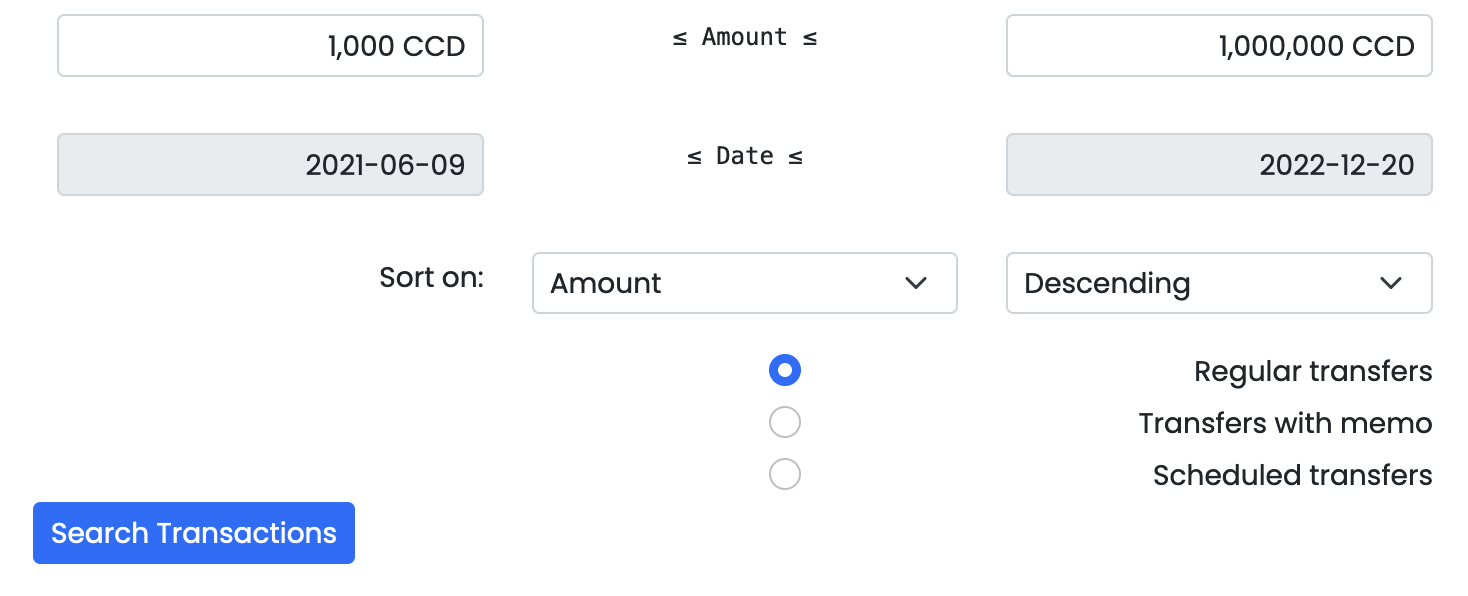 1,000 CCD ≤ Amount ≤ 1,000,000 CCD
2021-06-09 ≤ Date ≤ 2022-12-20
Sort on: Amount Descending
Regular transfers
Transfers with memo
Scheduled transfers
Search Transactions